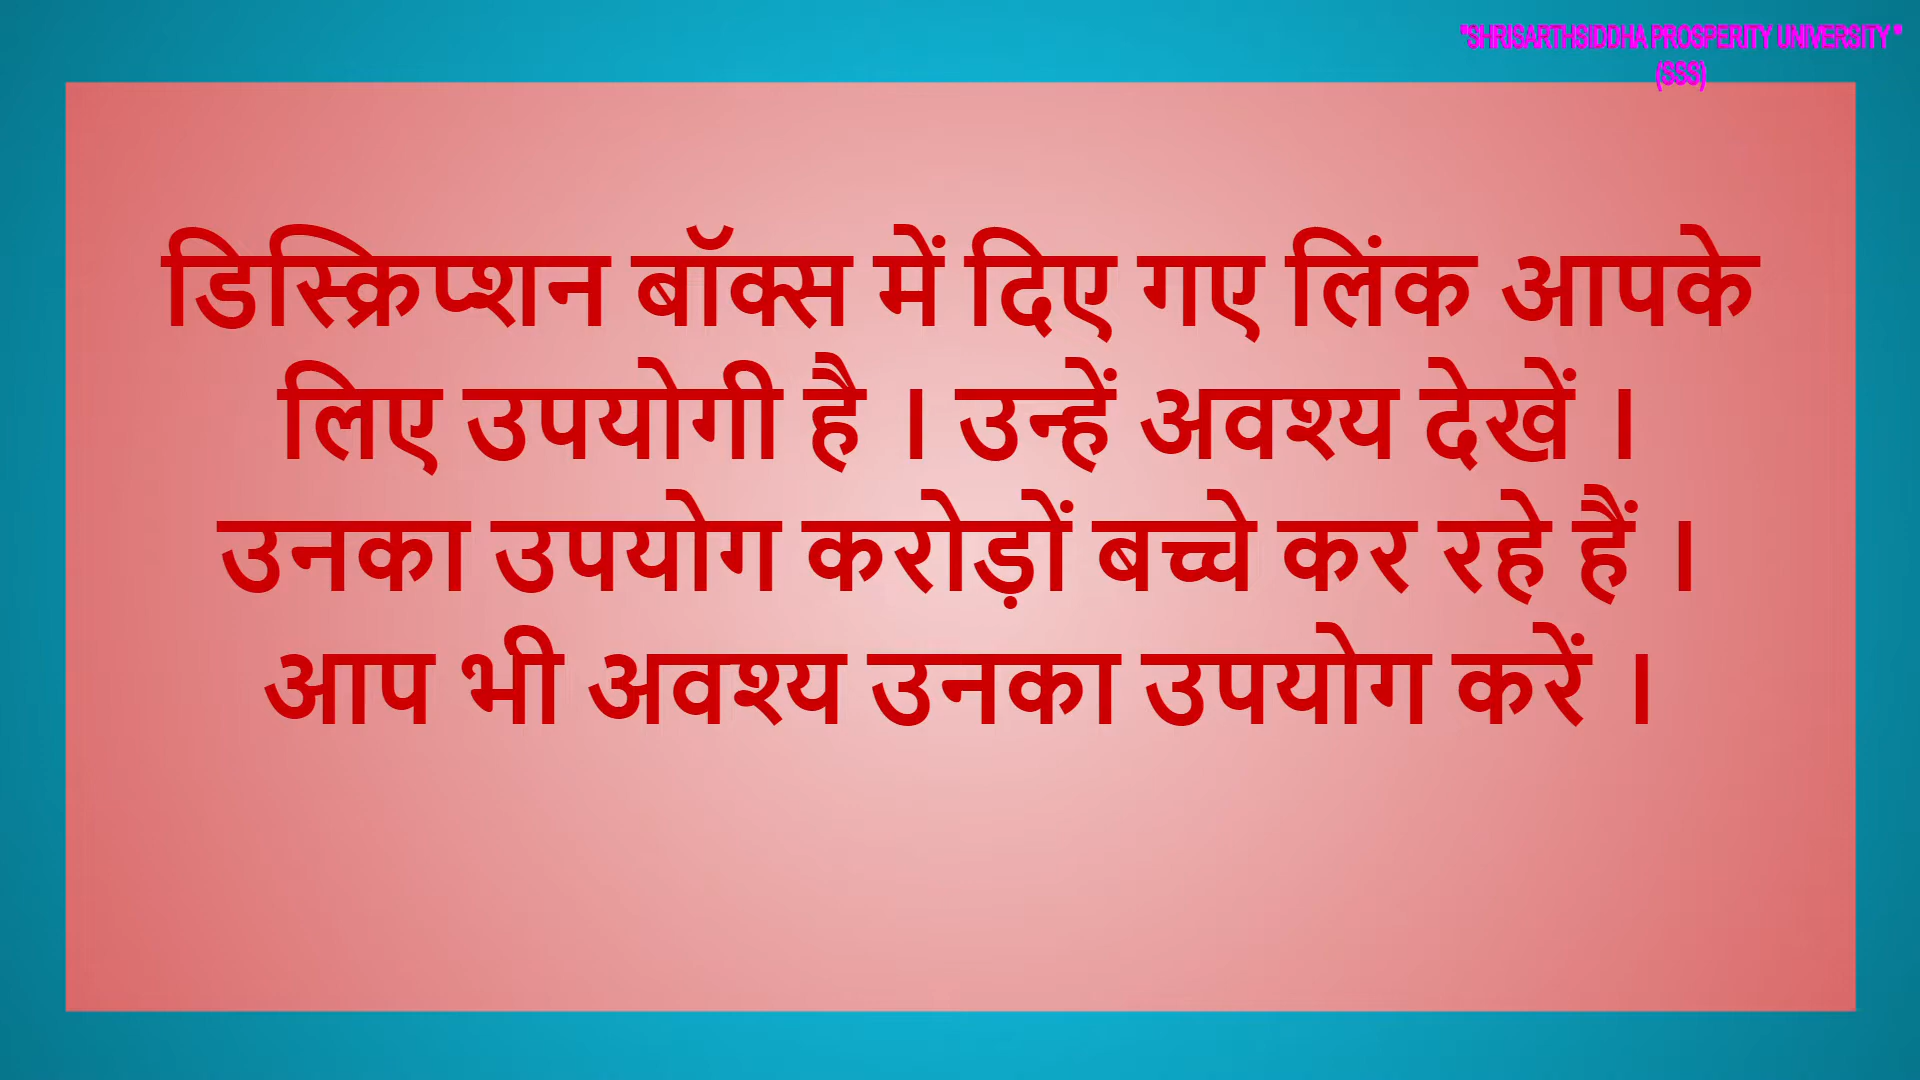 "SHRISARTHSIDDHA PROSPERITY UNIVERSITY "
(SSS)
डिस्क्रिप्शन बॉक्स में दिए गए लिंक आपके
लिए उपयोगी है । उन्हें अवश्य देखें ।
उनका उपयोग करोड़ों बच्चे कर रहे हैं ।
आप भी अवश्य उनका उपयोग करें ।